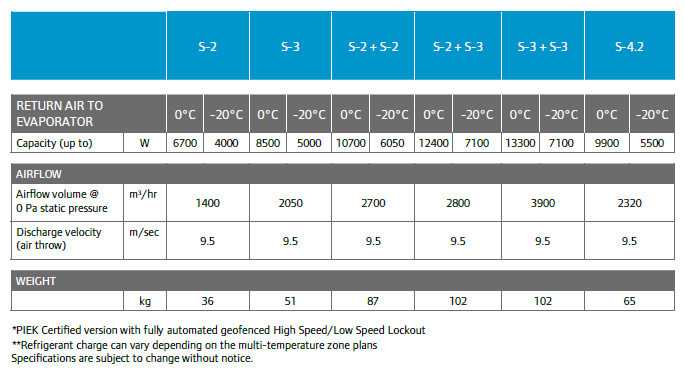 S-2 S-3 S-2 + S-2 S-2 + S-3 S-3 + S-3 S-4.2
RETURN AIR TO
EVAPORATOR
0°C -20°C 0°C -20°C 0°C -20°C 0°C -20°C 0°C -20°C 0°C -20°C
Capacity (up to) W 6700 4000 8500 5000 10700 6050 12400 7100 13300 7100 9900 5500
AIRFLOW
Airflow volume @ m³/hr
0 Pa static pressure
1400 2050 2700 2800 3900 2320
Discharge velocity m/sec
(air throw)
9.5 9.5 9.5 9.5 9.5 9.5
WEIGHT
kg 36 51 87 102 102 65
*PIEK Certified version with fully automated geofenced High Speed/Low Speed Lockout
**Refrigerant charge can vary depending on the multi-temperature zone plans
Specifications are subject to change without notice.